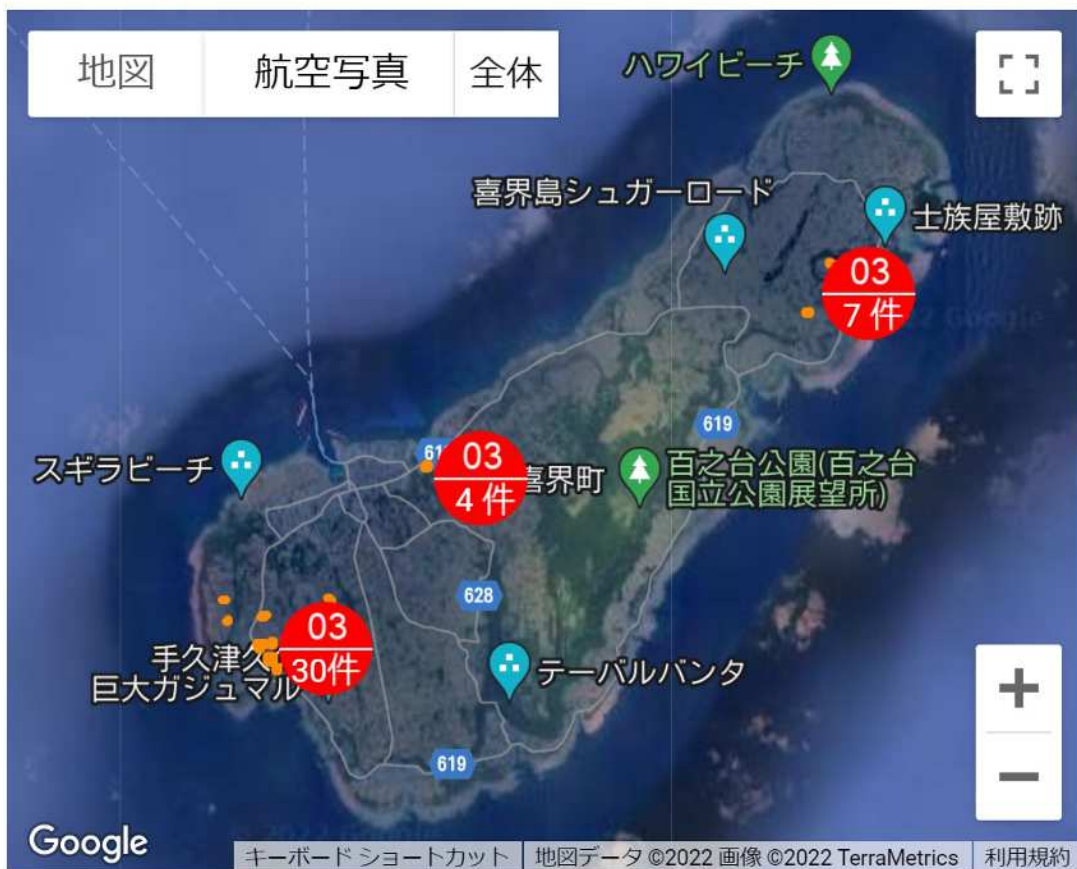 地図
航空写真
全体
ハワイビーチ
喜界島シュガーロード
士族屋敷跡
03
7 件
619
スギラビーチ
03
4 件
喜界町
百之台公園(百之台
国立公園展望所)
628
03
30件
手久津久
巨大ガジュマル
テーバルバンタ
619
Google
キーボード ショートカット
地図データ ©2022 画像 ©2022 TerraMetrics
利用規約